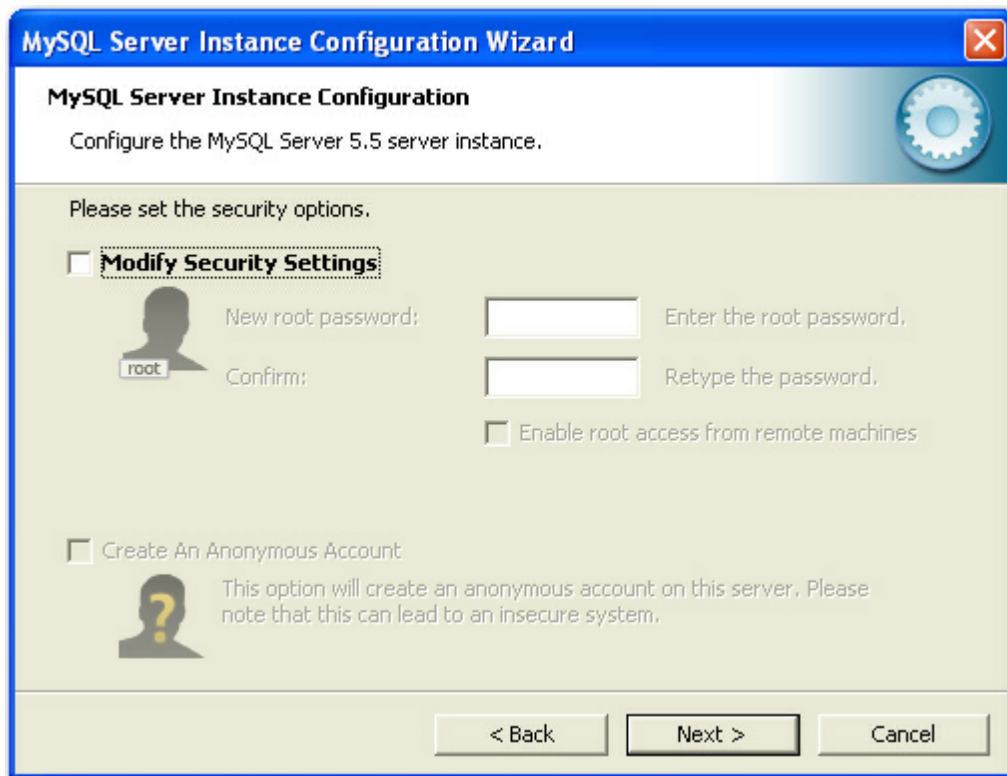 MySQL Server Instance Configuration Wizard
MySQL Server Instance Configuration
Configure the MySQL Server 5.5 server instance.
Please set the security options.
Modify Security Settings
New root password: Enter the root password.
root
Confirm: Retype the password.
Enable root access from remote machines
Create An Anonymous Account
This option will create an anonymous account on this server. Please
note that this can lead to an insecure system.
< Back Next > Cancel